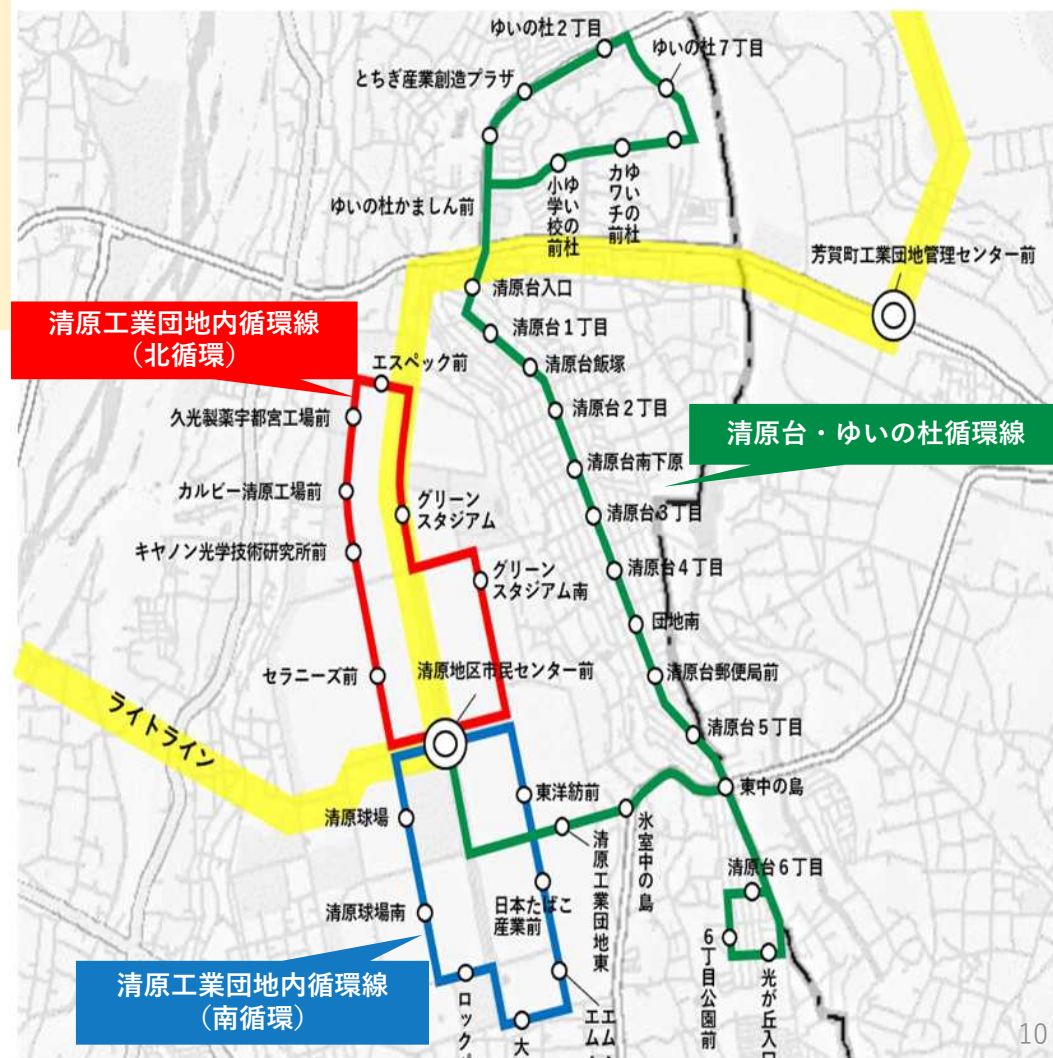 ゆいの杜２丁目
ゆいの杜７丁目
とちぎ産業創造プラザ
ゆいの杜かましん前
ゆいの杜
小学校前
ゆいの杜
カワチ前
芳賀町工業団地管理センター前
清原台入口
清原工業団地内循環線
（北循環）
清原台１丁目
エスペック前
清原台飯塚
久光製薬宇都宮工場前
清原台２丁目
清原台・ゆいの杜循環線
清原台南下原
カルビー清原工場前
グリーン
スタジアム
清原台３丁目
キヤノン光学技術研究所前
清原台４丁目
グリーン
スタジアム南
団地南
セラニーズ前
清原地区市民センター前
清原台郵便局前
ライトライン
清原台５丁目
東中の島
東洋紡前
清原球場
清原工業団地東
氷室中の島
清原台６丁目
清原球場南
日本たばこ
産業前
６丁目公園前
光が丘入口
清原工業団地内循環線
（南循環）
ロック
大
エム
エム
10